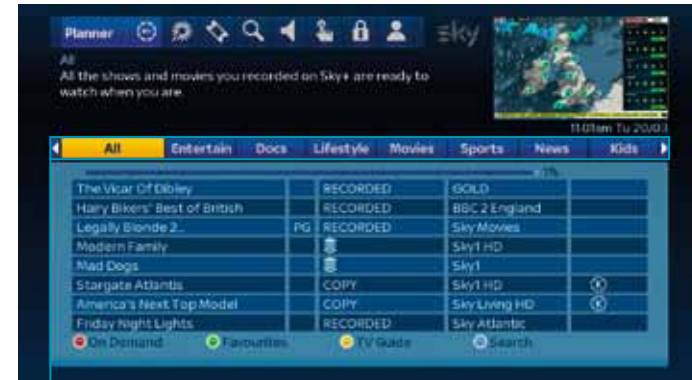 Planner
sky
All
All the shows and movies you recorded on Sky+ are ready to
watch when you are.
11.01am Tu 20/03
All Entertain Docs Lifestyle Movies Sports News Kids
The Vicar Of Dibley RECORDED GOLD
Hairy Bikers' Best of British RECORDED BBC 2 England
Legally Blonde 2.. PG RECORDED Sky Movies
Modern Family Sky1 HD
Mad Dogs Sky1
Stargate Atlantis COPY Sky1 HD K
America's Next Top Model COPY Sky Living HD K
Friday Night Lights RECORDED Sky Atlantic
On Demand Favourites TV Guide Search